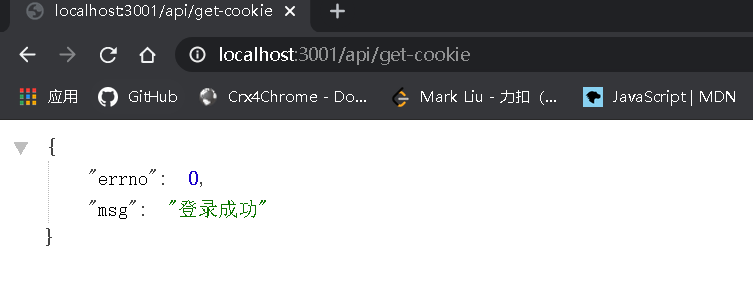 localhost:3001/api/get-cookie
localhost:3001/api/get-cookie
应用 GitHub Crx4Chrome - Do... Mark Liu - 力扣（... JavaScript | MDN
{
"errno": 0,
"msg": "登录成功"
}